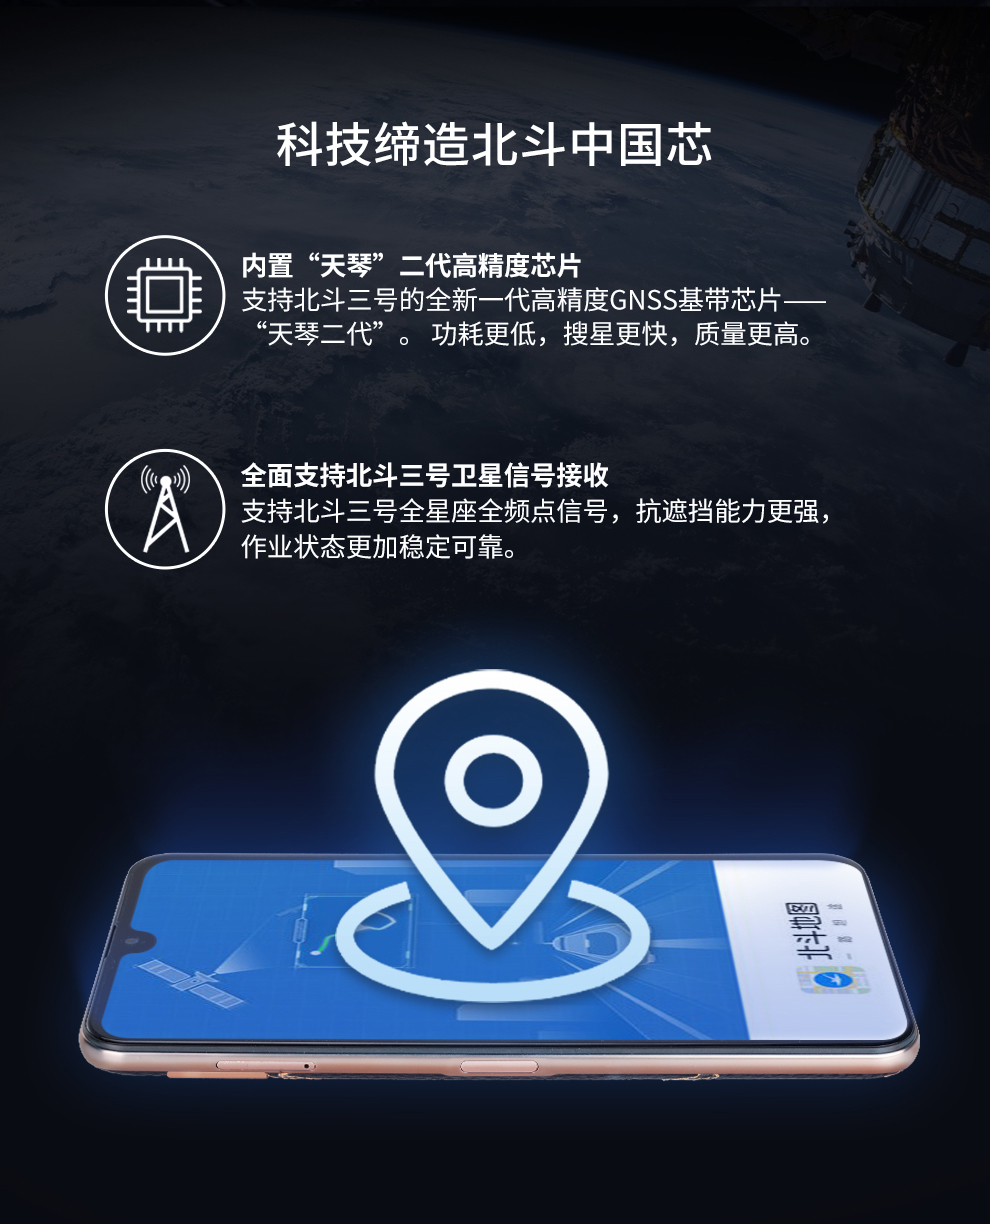 科技缔造北斗中国芯
内置“天琴”二代高精度芯片
支持北斗三号的全新一代高精度GNSS基带芯片——
“天琴二代”。 功耗更低，搜星更快，质量更高。
全面支持北斗三号卫星信号接收
支持北斗三号全星座全频点信号，抗遮挡能力更强，
作业状态更加稳定可靠。
北斗地图